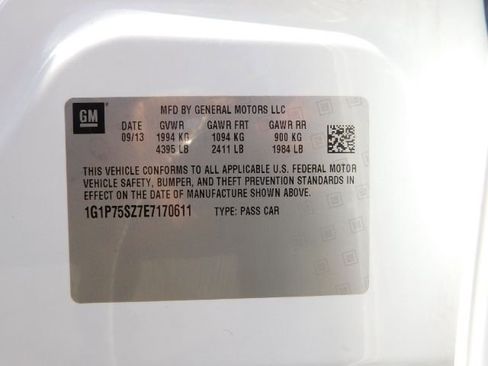 GM
MFD BY GENERAL MOTORS LLC
DATE GVWR GAWR FRT GAWR RR
09/13 1994 KG 1094 KG 900 KG
4395 LB 2411 LB 1984 LB
THIS VEHICLE CONFORMS TO ALL APPLICABLE U.S. FEDERAL MOTOR
VEHICLE SAFETY, BUMPER, AND THEFT PREVENTION STANDARDS IN
EFFECT ON THE DATE OF MANUFACTURE SHOWN ABOVE.
1G1P75SZ7E7170611 TYPE: PASS CAR